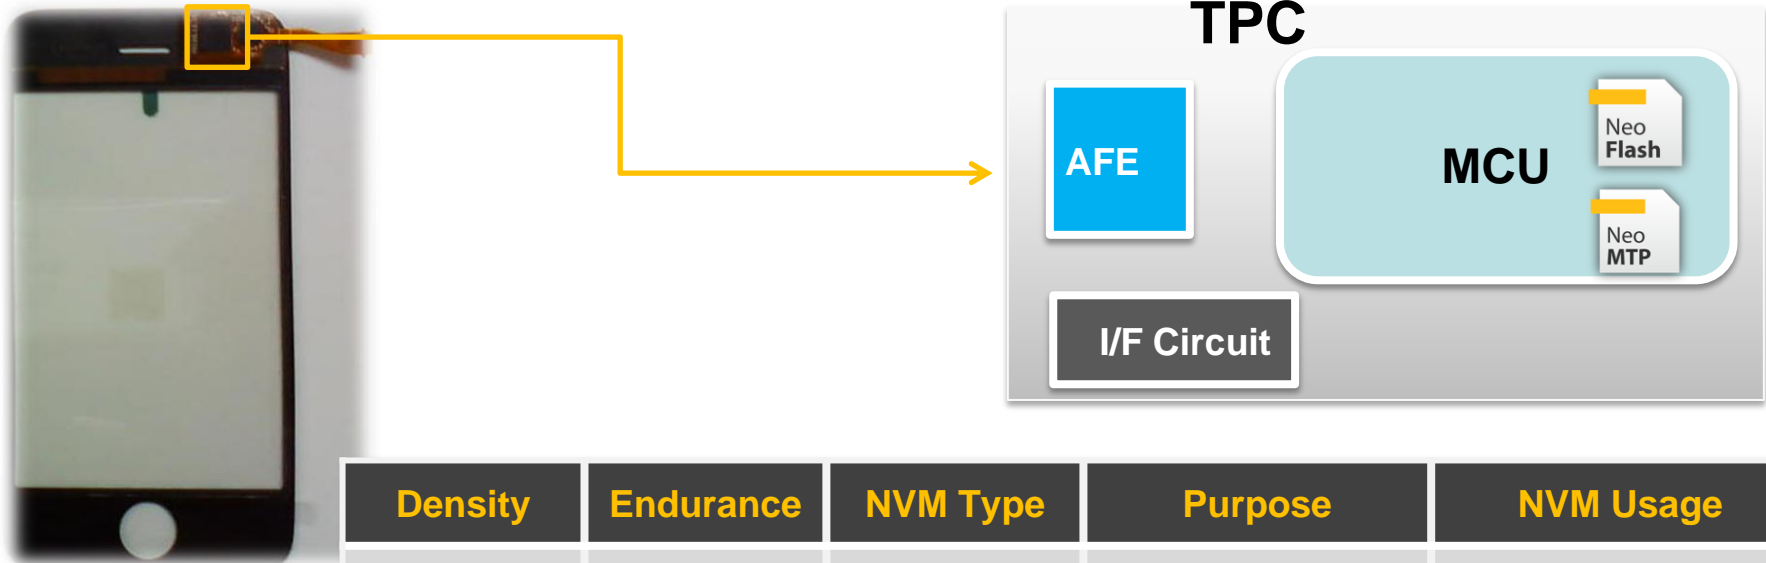 TPC
AFE
MCU
Neo
Flash
Neo
MTP
I/F Circuit
Density Endurance NVM Type Purpose NVM Usage